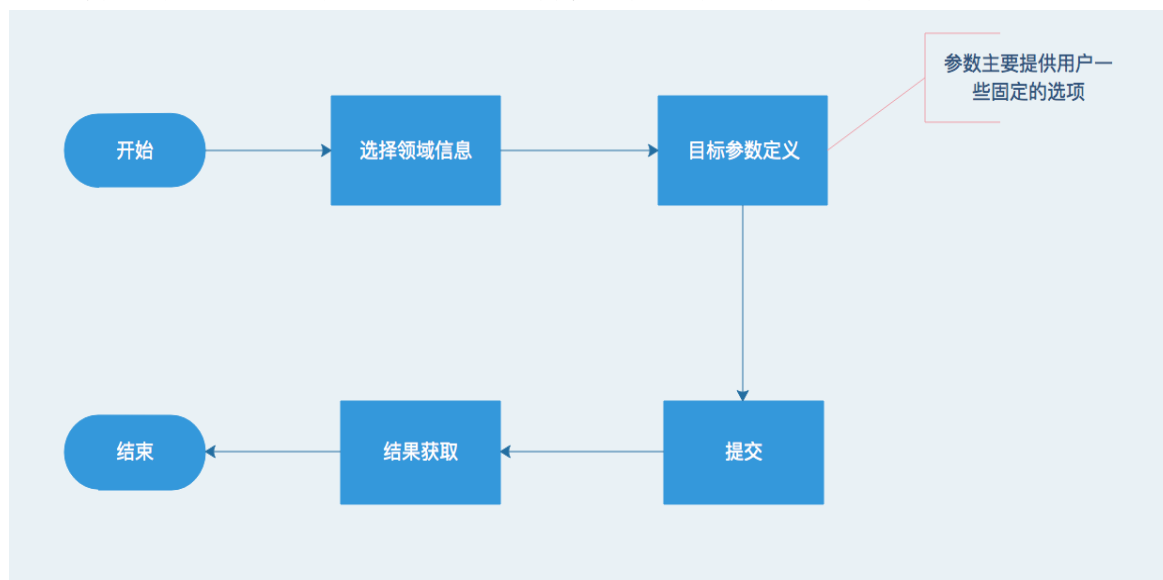 参数主要提供用户一
些固定的选项
开始
选择领域信息
目标参数定义
结束
结果获取
提交